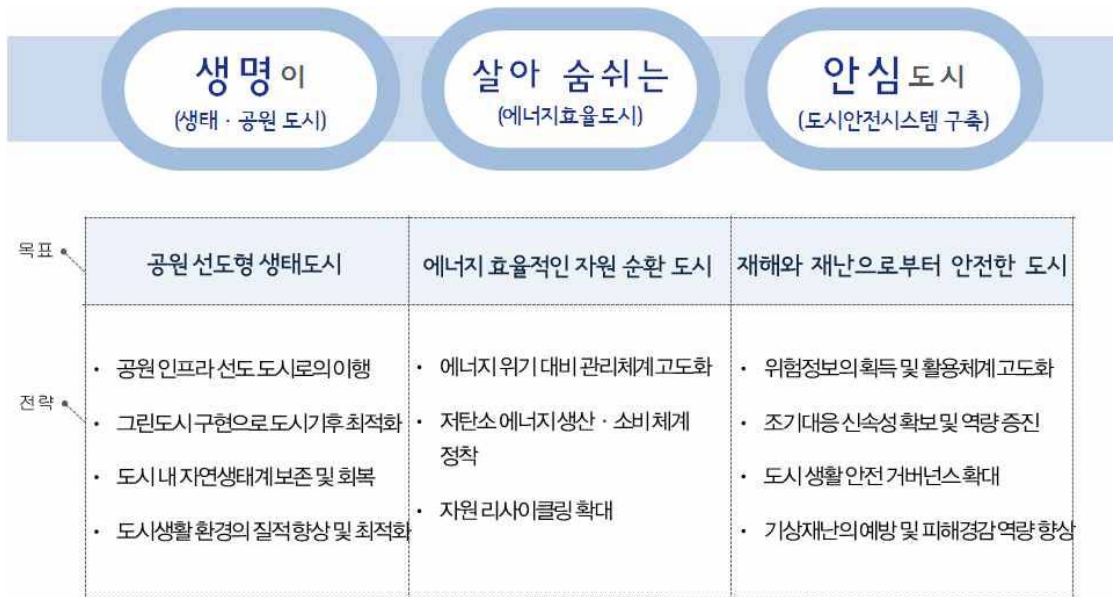 생명이
(생태 · 공원 도시)
살아 숨쉬는
(에너지효율도시)
안심도시
(도시안전시스템 구축)
목표
공원 선도형 생태도시
에너지 효율적인 자원 순환 도시
재해와 재난으로부터 안전한 도시
전략
• 공원 인프라 선도 도시로의 이행
• 그린도시 구현으로 도시기후 최적화
• 도시 내 자연생태계 보존 및 회복
• 도시생활 환경의 질적 향상 및 최적화
• 에너지 위기 대비 관리체계 고도화
• 저탄소 에너지 생산 · 소비 체계
정착
• 자원 리사이클링 확대
• 위험정보의 획득 및 활용체계 고도화
• 조기대응 신속성 확보 및 역량 증진
• 도시 생활 안전 거버넌스 확대
• 기상재난의 예방 및 피해경감 역량 향상